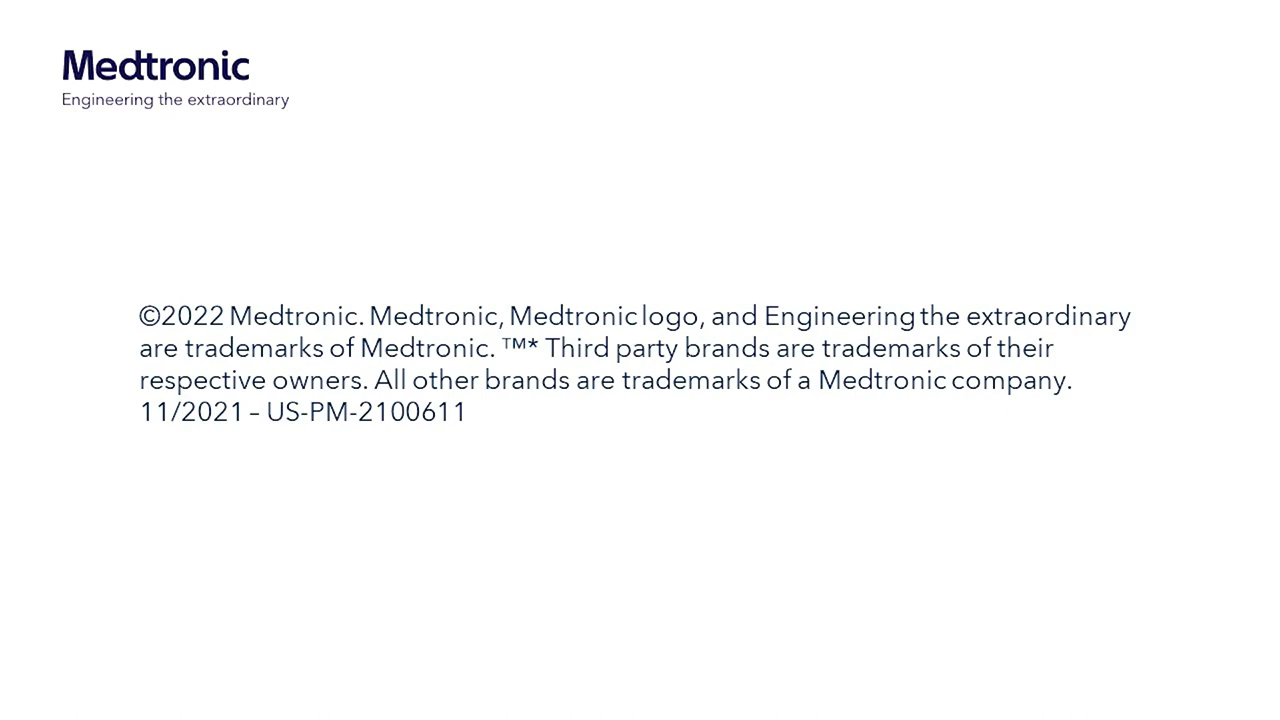 Medtronic
Engineering the extraordinary
©2022 Medtronic. Medtronic, Medtronic logo, and Engineering the extraordinary
are trademarks of Medtronic. ™* Third party brands are trademarks of their
respective owners. All other brands are trademarks of a Medtronic company.
11/2021 – US-PM-2100611